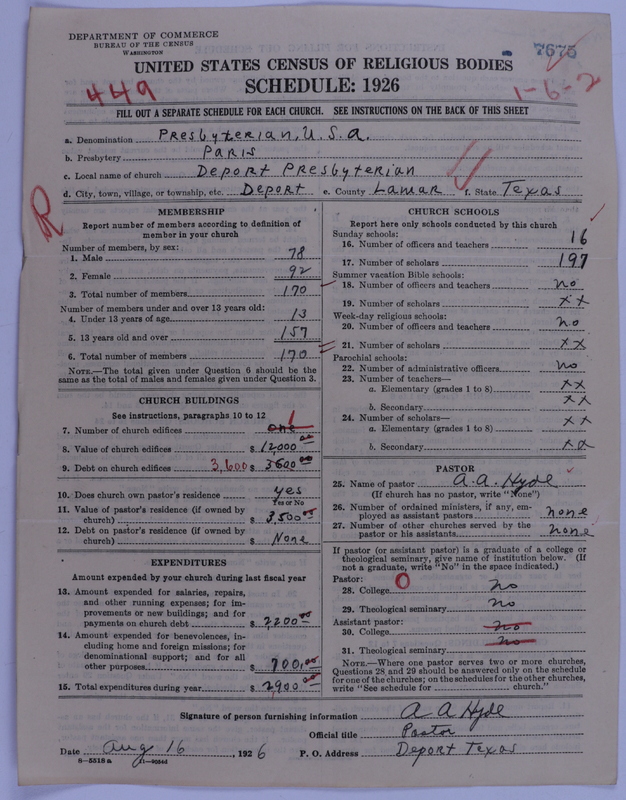 DEPARTMENT OF COMMERCE
BUREAU OF THE CENSUS
WASHINGTON
7675
UNITED STATES CENSUS OF RELIGIOUS BODIES
SCHEDULE: 1926
449
1-6-2
FILL OUT A SEPARATE SCHEDULE FOR EACH CHURCH. SEE INSTRUCTIONS ON THE BACK OF THIS SHEET
a. Denomination Presbyterian, U.S.A.
b. Presbytery Paris
c. Local name of church Deport Presbyterian
d. City, town, village, or township, etc. Deport e. County Lamar f. State Texas
R
MEMBERSHIP
Report number of members according to definition of
member in your church
Number of members, by sex:
1. Male 78
2. Female 92
3. Total number of members 170
Number of members under and over 13 years old:
4. Under 13 years of age 13
5. 13 years old and over 157
6. Total number of members 170
NOTE.—The total given under Question 6 should be the
same as the total of males and females given under Question 3.
CHURCH BUILDINGS
See instructions, paragraphs 10 to 12
7. Number of church edifices one 1
8. Value of church edifices $ 12,000 00
9. Debt on church edifices 3,600 $ 3600 00
10. Does church own pastor's residence yes
Yes or No
11. Value of pastor's residence (if owned by
church) $ 3,500 00
12. Debt on pastor's residence (if owned by
church) $ None
EXPENDITURES
Amount expended by your church during last fiscal year
13. Amount expended for salaries, repairs,
and other running expenses; for im-
provements or new buildings; and for
payments on church debt $ 2200 00
14. Amount expended for benevolences, in-
cluding home and foreign missions; for
denominational support; and for all
other purposes $ 700.00
15. Total expenditures during year $ 2900 00
CHURCH SCHOOLS
Report here only schools conducted by this church
Sunday schools:
16. Number of officers and teachers 16
17. Number of scholars 197
Summer vacation Bible schools:
18. Number of officers and teachers no
19. Number of scholars x x
Week-day religious schools:
20. Number of officers and teachers no
21. Number of scholars x x
Parochial schools:
22. Number of administrative officers no
23. Number of teachers—
a. Elementary (grades 1 to 8) x x
b. Secondary x x
24. Number of scholars—
a. Elementary (grades 1 to 8) x x
b. Secondary x x
PASTOR
25. Name of pastor A. A. Hyde
(If church has no pastor, write "None")
26. Number of ordained ministers, if any, em-
ployed as assistant pastors none
27. Number of other churches served by the
pastor or his assistants none
If pastor (or assistant pastor) is a graduate of a college or
theological seminary, give name of institution below. (If
not a graduate, write "No" in the space indicated.)
Pastor:
28. College O no
29. Theological seminary no
Assistant pastor:
30. College no
31. Theological seminary no
NOTE.—Where one pastor serves two or more churches,
Questions 28 and 29 should be answered only on the schedule
for one of the churches; on the schedules for the other churches,
write "See schedule for church."
Signature of person furnishing information A A Hyde
Official title Pastor
Date Aug 16 , 1926 P. O. Address Deport Texas
8-5518a